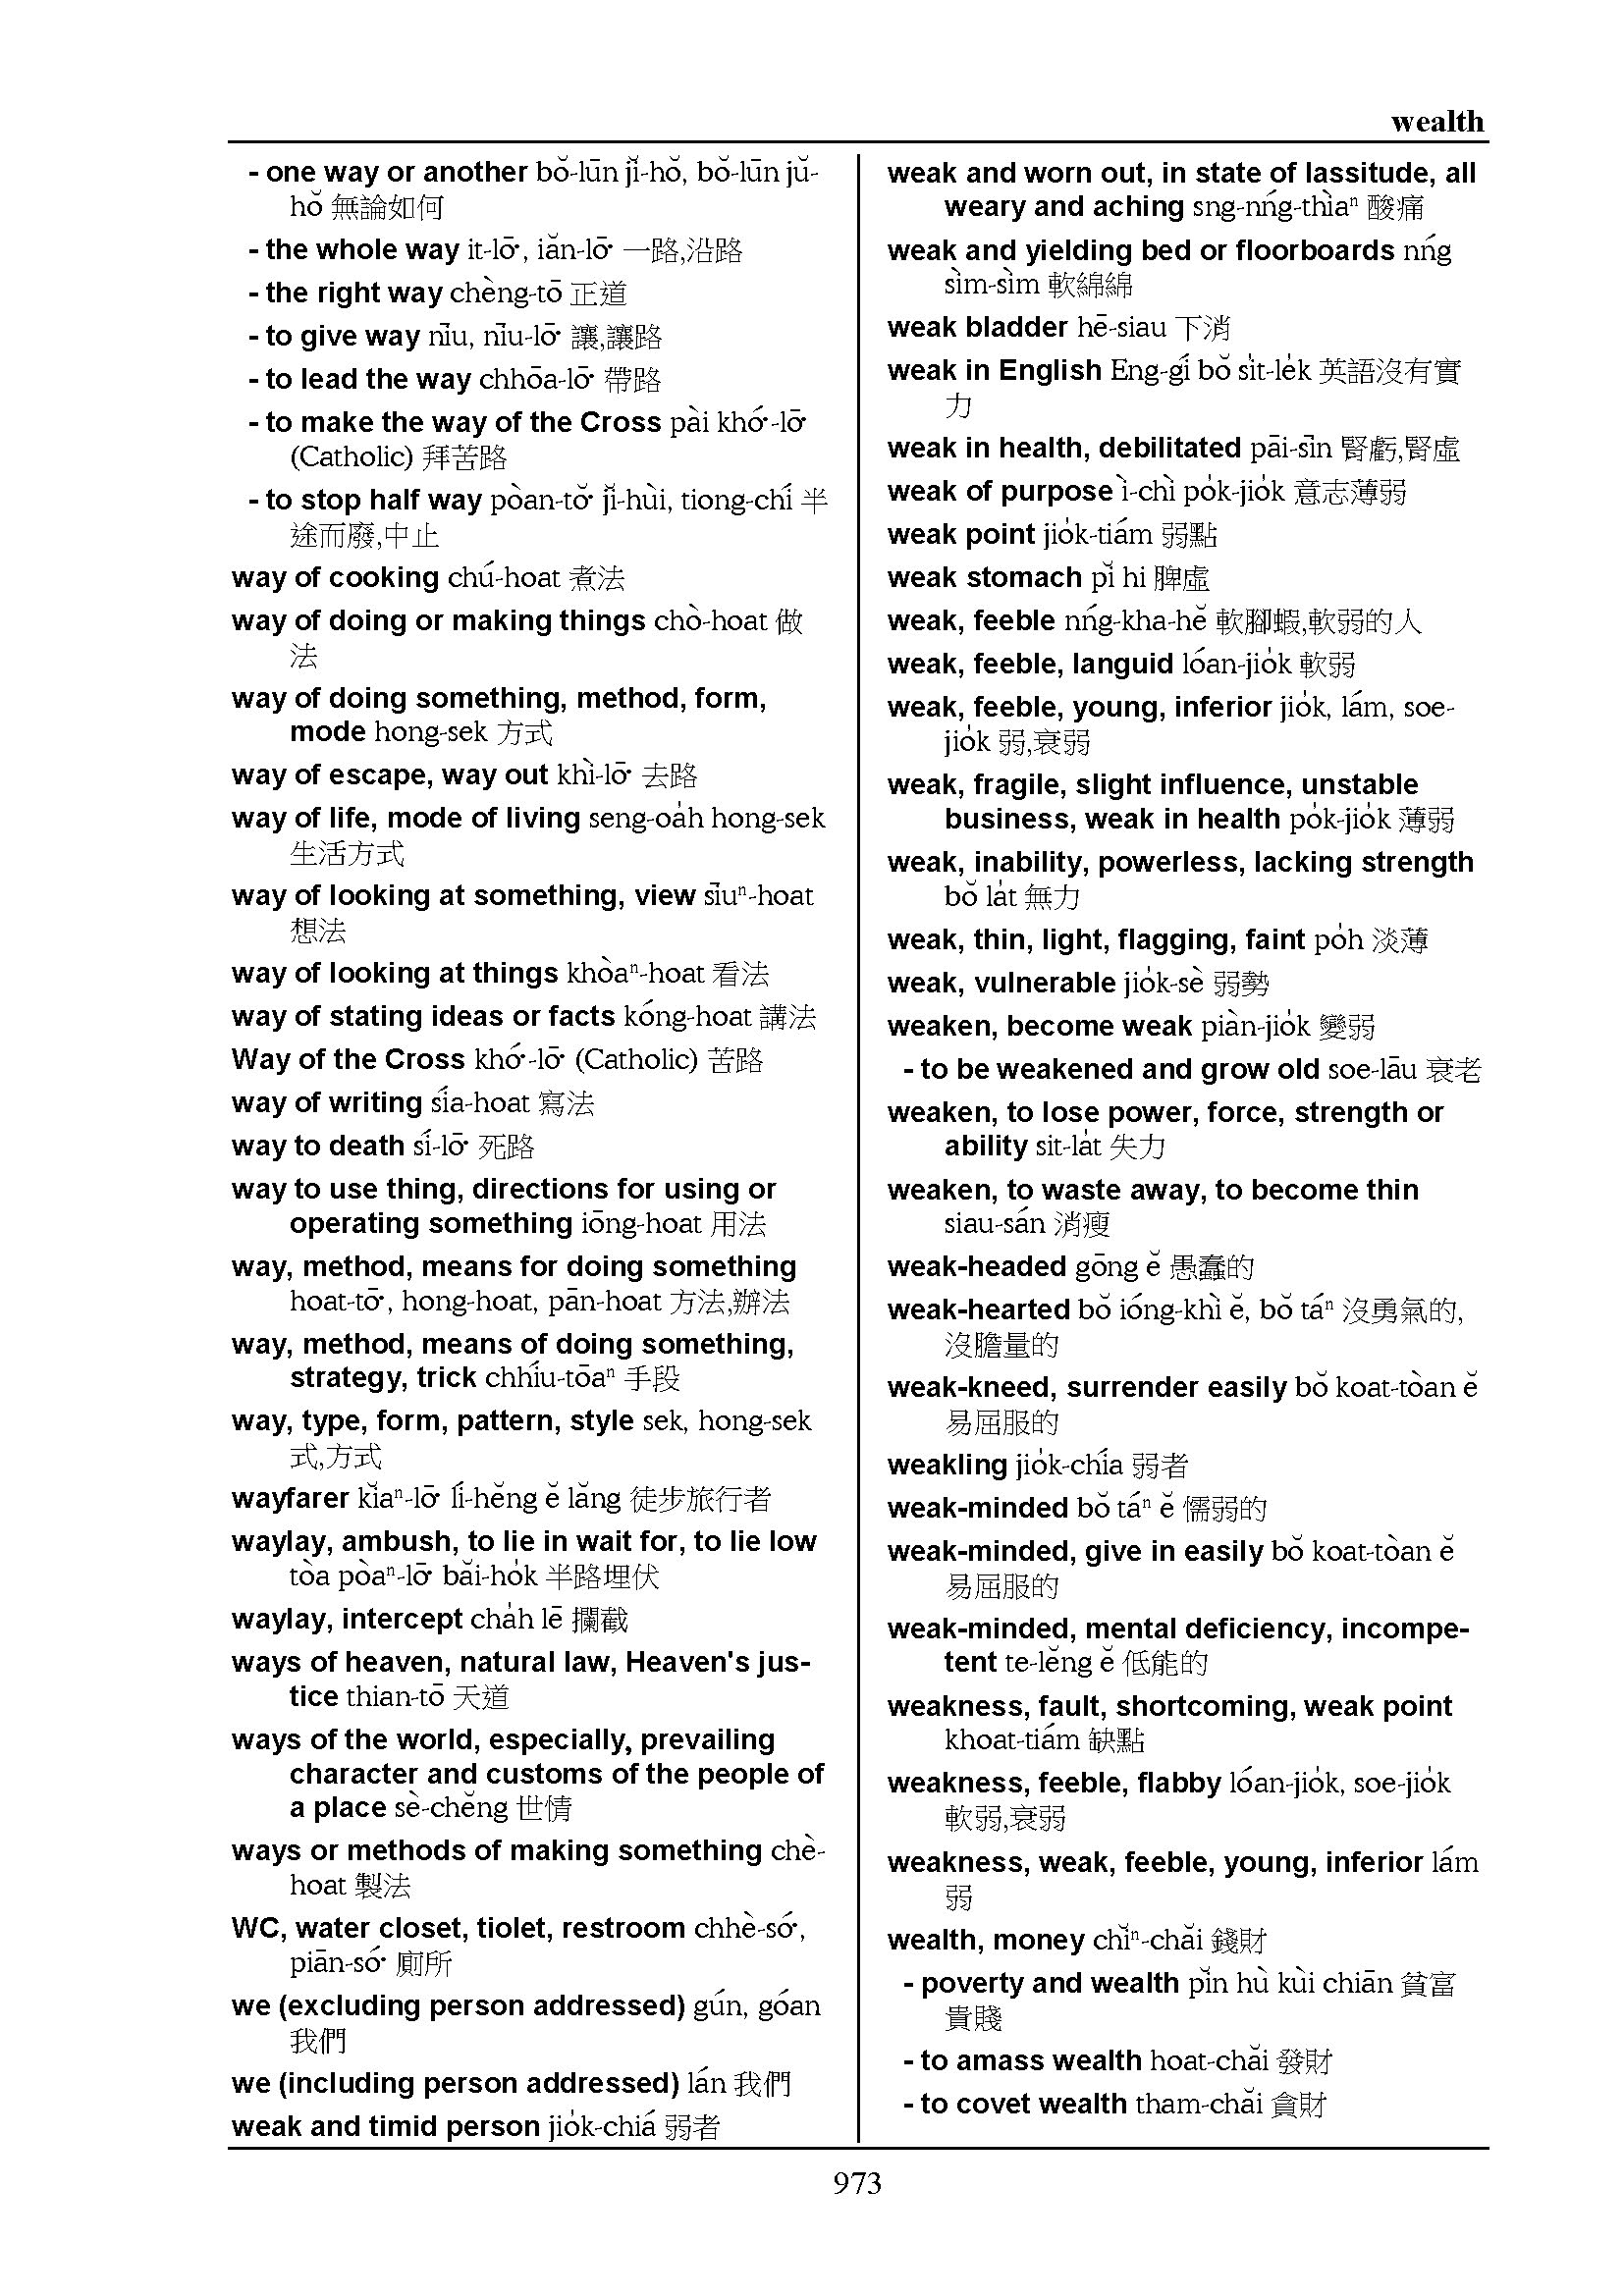 wealth
- one way or another bŏ-lūn jĭ-hŏ, bŏ-lūn jŭ-
hŏ 無論如何
- the whole way it-lō͘, iăn-lō͘ 一路,沿路
- the right way chèng-tō 正道
- to give way nīu, nīu-lō͘ 讓,讓路
- to lead the way chhōa-lō͘ 帶路
- to make the way of the Cross pài khó͘-lō͘
(Catholic) 拜苦路
- to stop half way pòan-tŏ͘ jĭ-hùi, tiong-chí 半
途而廢,中止
way of cooking chú-hoat 煮法
way of doing or making things chò-hoat 做
法
way of doing something, method, form,
mode hong-sek 方式
way of escape, way out khì-lō͘ 去路
way of life, mode of living seng-oa̍h hong-sek
生活方式
way of looking at something, view sīuⁿ-hoat
想法
way of looking at things khòaⁿ-hoat 看法
way of stating ideas or facts kóng-hoat 講法
Way of the Cross khó͘-lō͘ (Catholic) 苦路
way of writing sía-hoat 寫法
way to death sí-lō͘ 死路
way to use thing, directions for using or
operating something iōng-hoat 用法
way, method, means for doing something
hoat-tō͘, hong-hoat, pān-hoat 方法,辦法
way, method, means of doing something,
strategy, trick chhíu-tōaⁿ 手段
way, type, form, pattern, style sek, hong-sek
式,方式
wayfarer kĭaⁿ-lō͘ lí-hĕng ĕ lăng 徒步旅行者
waylay, ambush, to lie in wait for, to lie low
tòa pòaⁿ-lō͘ băi-ho̍k 半路埋伏
waylay, intercept cha̍h lē 攔截
ways of heaven, natural law, Heaven's jus-
tice thian-tō 天道
ways of the world, especially, prevailing
character and customs of the people of
a place sè-chĕng 世情
ways or methods of making something chè-
hoat 製法
WC, water closet, tiolet, restroom chhè-só͘,
piān-só͘ 廁所
we (excluding person addressed) gún, góan
我們
we (including person addressed) lán 我們
weak and timid person jio̍k-chiá 弱者
weak and worn out, in state of lassitude, all
weary and aching sng-nńg-thìaⁿ 酸痛
weak and yielding bed or floorboards nńg
sìm-sìm 軟綿綿
weak bladder hē-siau 下消
weak in English Eng-gí bŏ si̍t-le̍k 英語沒有實
力
weak in health, debilitated pāi-sīn 腎虧,腎虛
weak of purpose ì-chì po̍k-jio̍k 意志薄弱
weak point jio̍k-tiám 弱點
weak stomach pĭ hi 脾虛
weak, feeble nńg-kha-hĕ 軟腳蝦,軟弱的人
weak, feeble, languid lóan-jio̍k 軟弱
weak, feeble, young, inferior jio̍k, lám, soe-
jio̍k 弱,衰弱
weak, fragile, slight influence, unstable
business, weak in health po̍k-jio̍k 薄弱
weak, inability, powerless, lacking strength
bŏ la̍t 無力
weak, thin, light, flagging, faint po̍h 淡薄
weak, vulnerable jio̍k-sè 弱勢
weaken, become weak piàn-jio̍k 變弱
- to be weakened and grow old soe-lāu 衰老
weaken, to lose power, force, strength or
ability sit-la̍t 失力
weaken, to waste away, to become thin
siau-sán 消瘦
weak-headed gōng ĕ 愚蠢的
weak-hearted bŏ ióng-khì ĕ, bŏ táⁿ 沒勇氣的,
沒膽量的
weak-kneed, surrender easily bŏ koat-tòan ĕ
易屈服的
weakling jio̍k-chía 弱者
weak-minded bŏ táⁿ ĕ 懦弱的
weak-minded, give in easily bŏ koat-tòan ĕ
易屈服的
weak-minded, mental deficiency, incompe-
tent te-lĕng ĕ 低能的
weakness, fault, shortcoming, weak point
khoat-tiám 缺點
weakness, feeble, flabby lóan-jio̍k, soe-jio̍k
軟弱,衰弱
weakness, weak, feeble, young, inferior lám
弱
wealth, money chĭⁿ-chăi 錢財
- poverty and wealth pĭn hù kùi chiān 貧富
貴賤
- to amass wealth hoat-chăi 發財
- to covet wealth tham-chăi 貪財
973